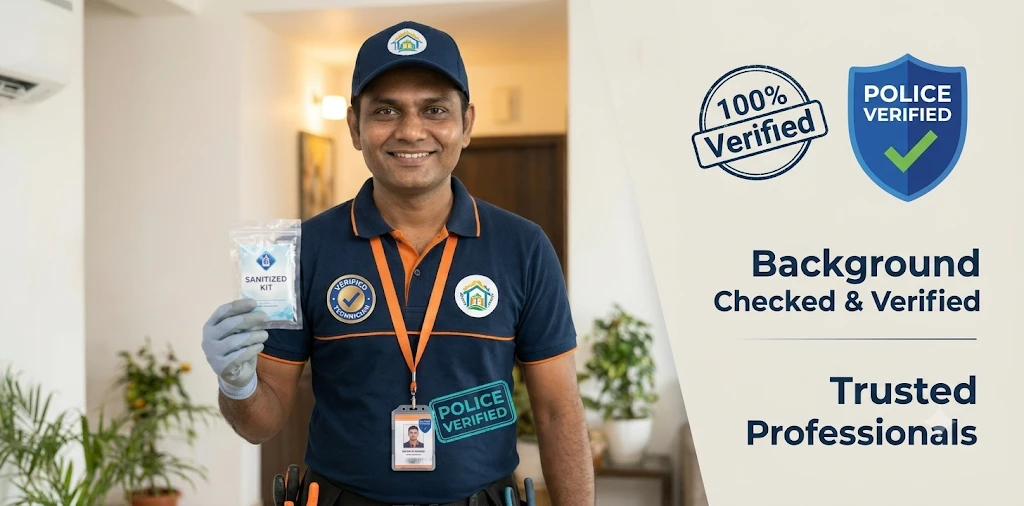 SANITIZED
KIT
VERIFIED
TECHNICIAN
POLICE
VERIFIED
100%
Verified
POLICE
VERIFIED
Background
Checked & Verified
Trusted
Professionals